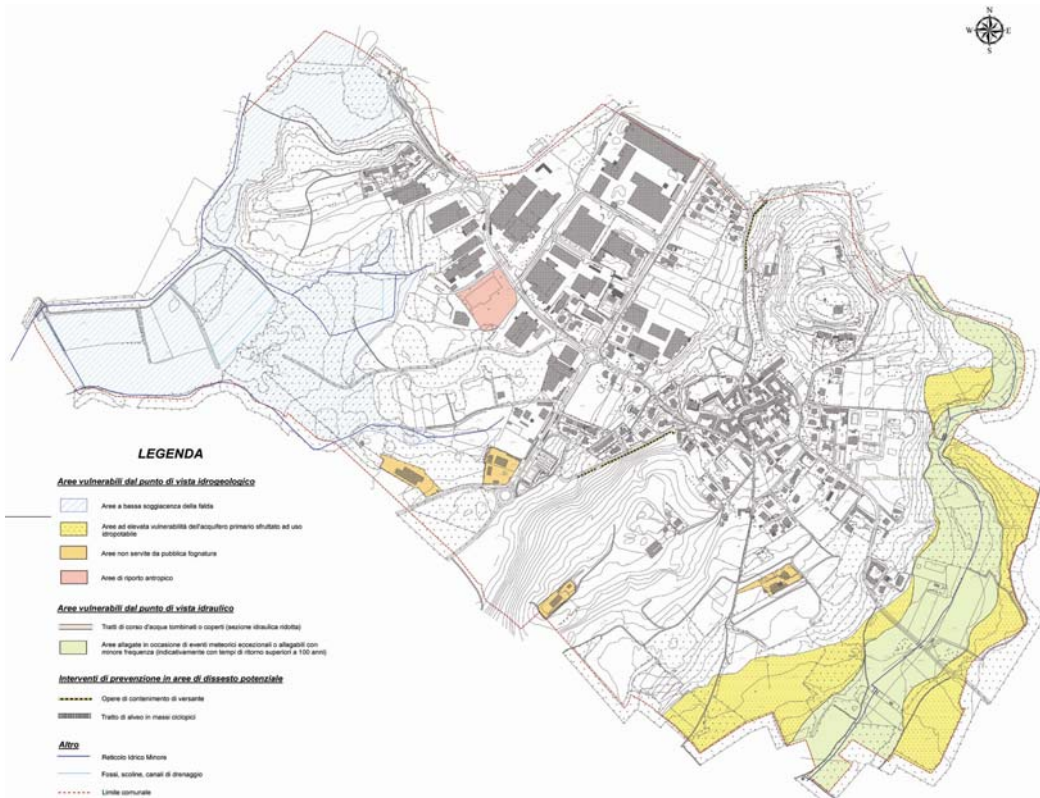 N
W E
S
LEGENDA
Aree vulnerabili dal punto di vista idrogeologico
Aree a bassa soggiacenza della falda
Aree ad elevata vulnerabilità dell'acquifero primario sfruttato ad uso
idropotabile
Aree non servite da pubblica fognatura
Aree di riporto antropico
Aree vulnerabili dal punto di vista idraulico
Tratti di corso d'acque tombinati o coperti (sezione idraulica ridotta)
Aree allagate in occasione di eventi meteorici eccezionali o allagabili con
minore frequenza (indicativamente con tempi di ritorno superiori a 100 anni)
Interventi di prevenzione in aree di dissesto potenziale
Opere di contenimento di versante
Tratto di alveo in massi ciclopici
Altro
Reticolo Idrico Minore
Fossi, scoline, canali di drenaggio
Limite comunale